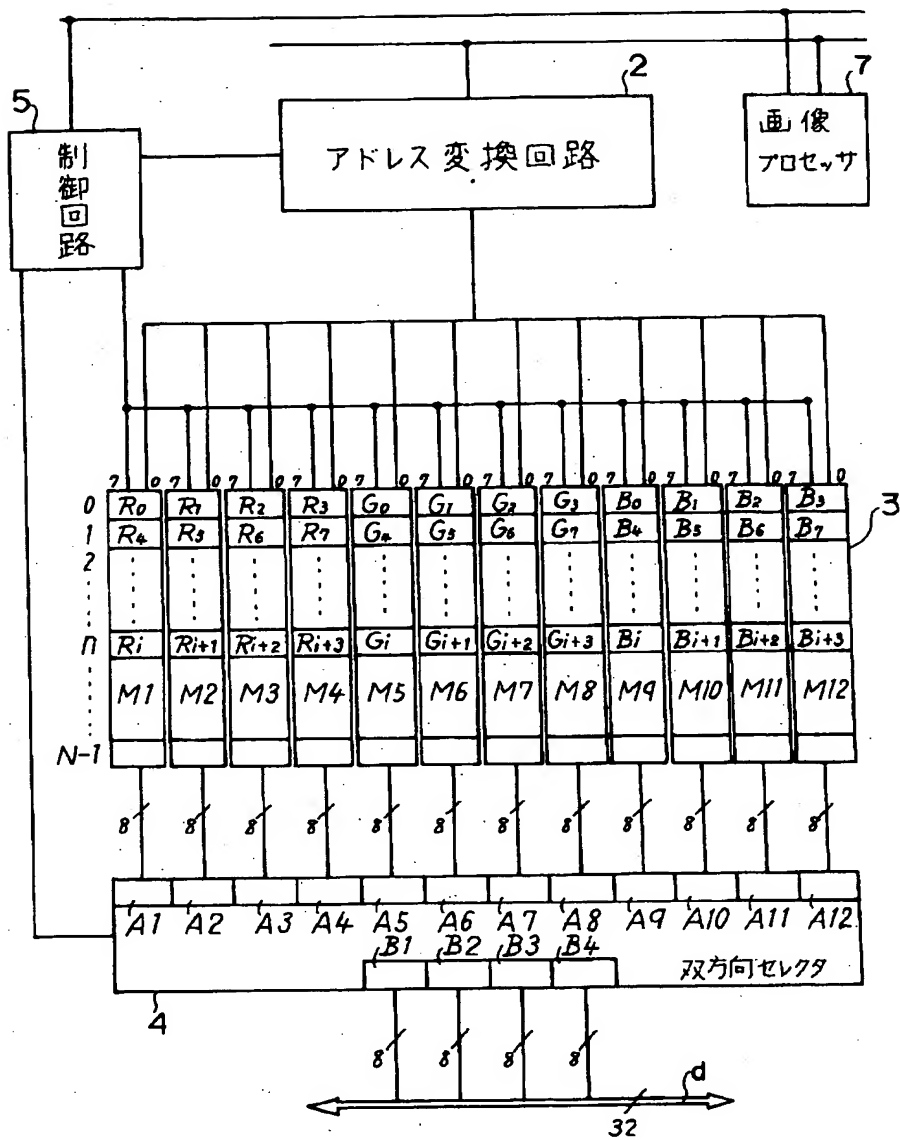 2
7
5
画像
プロセッサ
アドレス変換回路
制御回路
7 0 7 0 7 0 7 0 7 0 7 0 7 0 7 0 7 0 7 0 7 0 7 0
0 R0 R1 R2 R3 G0 G1 G2 G3 B0 B1 B2 B3
3
1 R4 R5 R6 R7 G4 G5 G6 G7 B4 B5 B6 B7
2
n Ri Ri+1 Ri+2 Ri+3 Gi Gi+1 Gi+2 Gi+3 Bi Bi+1 Bi+2 Bi+3
M1 M2 M3 M4 M5 M6 M7 M8 M9 M10 M11 M12
N-1
8 8 8 8 8 8 8 8 8 8 8 8
A1 A2 A3 A4 A5 A6 A7 A8 A9 A10 A11 A12
B1 B2 B3 B4
双方向セレクタ
4
8 8 8 8
d
32